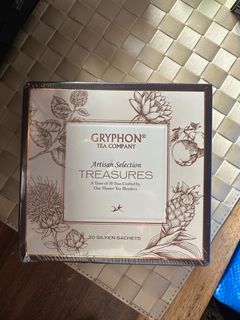 GRYPHON®
TEA COMPANY
Artisan Selection
TREASURES
A Taste of 10 Teas Crafted by
Our Master Tea Blenders
20 SILKEN SACHETS